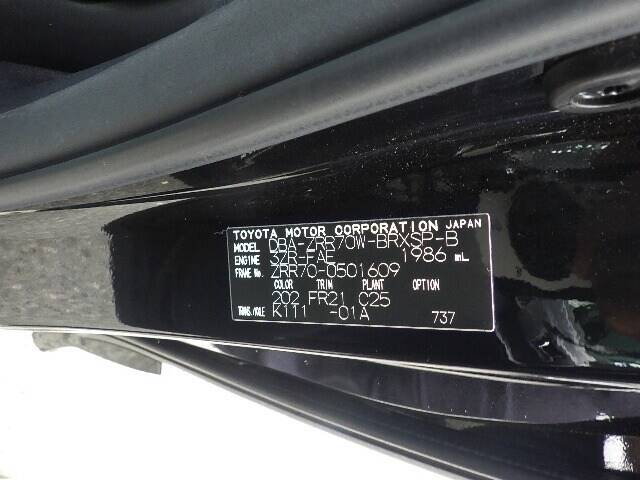 TOYOTA MOTOR CORPORATION JAPAN
MODEL DBA-ZRR70W-BRXSP-B
ENGINE 3ZR-FAE 1986 mL
FRAME No. ZRR70-0501609
COLOR TRIM PLANT OPTION
202 FR21 C25
TRANS./AXLE K1T1 -01A 737